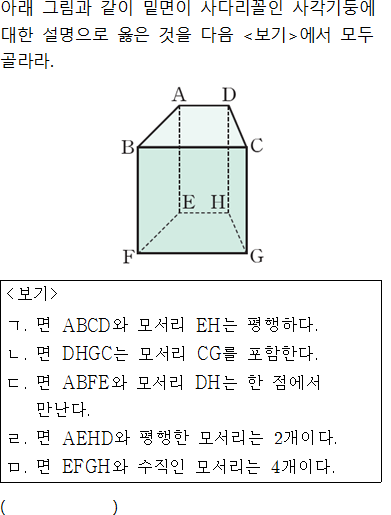 아래 그림과 같이 밑면이 사다리꼴인 사각기둥에
대한 설명으로 옳은 것을 다음 <보기>에서 모두
골라라.
A D
B C
E H
F G
<보기>
ㄱ. 면 ABCD와 모서리 EH는 평행하다.
ㄴ. 면 DHGC는 모서리 CG를 포함한다.
ㄷ. 면 ABFE와 모서리 DH는 한 점에서
만난다.
ㄹ. 면 AEHD와 평행한 모서리는 2개이다.
ㅁ. 면 EFGH와 수직인 모서리는 4개이다.
( )